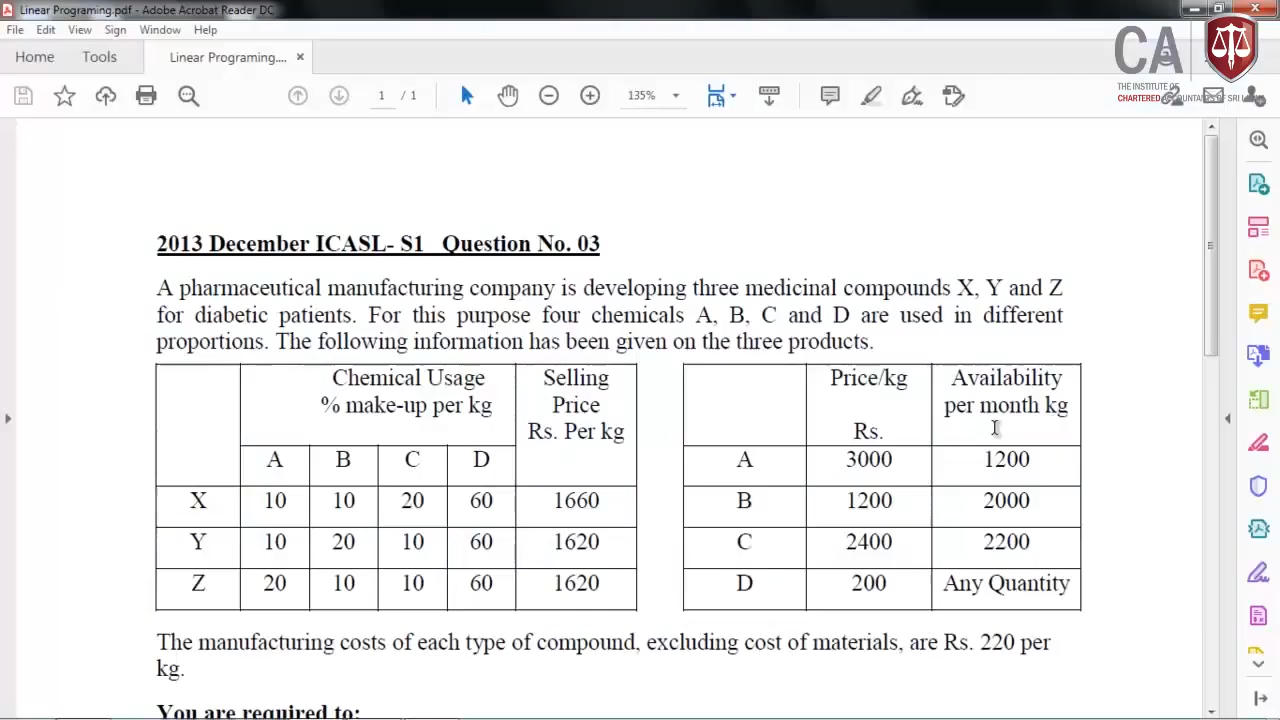 Linear Programing.pdf - Adobe Acrobat Reader DC
File Edit View Sign Window Help
Home Tools Linear Programing.... ×
1 / 1 135%
CA
THE INSTITUTE OF
CHARTERED ACCOUNTANTS OF SRI LANKA
2013 December ICASL- S1 Question No. 03
A pharmaceutical manufacturing company is developing three medicinal compounds X, Y and Z
for diabetic patients. For this purpose four chemicals A, B, C and D are used in different
proportions. The following information has been given on the three products.
Chemical Usage
% make-up per kg
Selling
Price
Rs. Per kg
A B C D
X 10 10 20 60 1660
Y 10 20 10 60 1620
Z 20 10 10 60 1620
Price/kg
Rs.
Availability
per month kg
A 3000 1200
B 1200 2000
C 2400 2200
D 200 Any Quantity
The manufacturing costs of each type of compound, excluding cost of materials, are Rs. 220 per
kg.
You are required to: